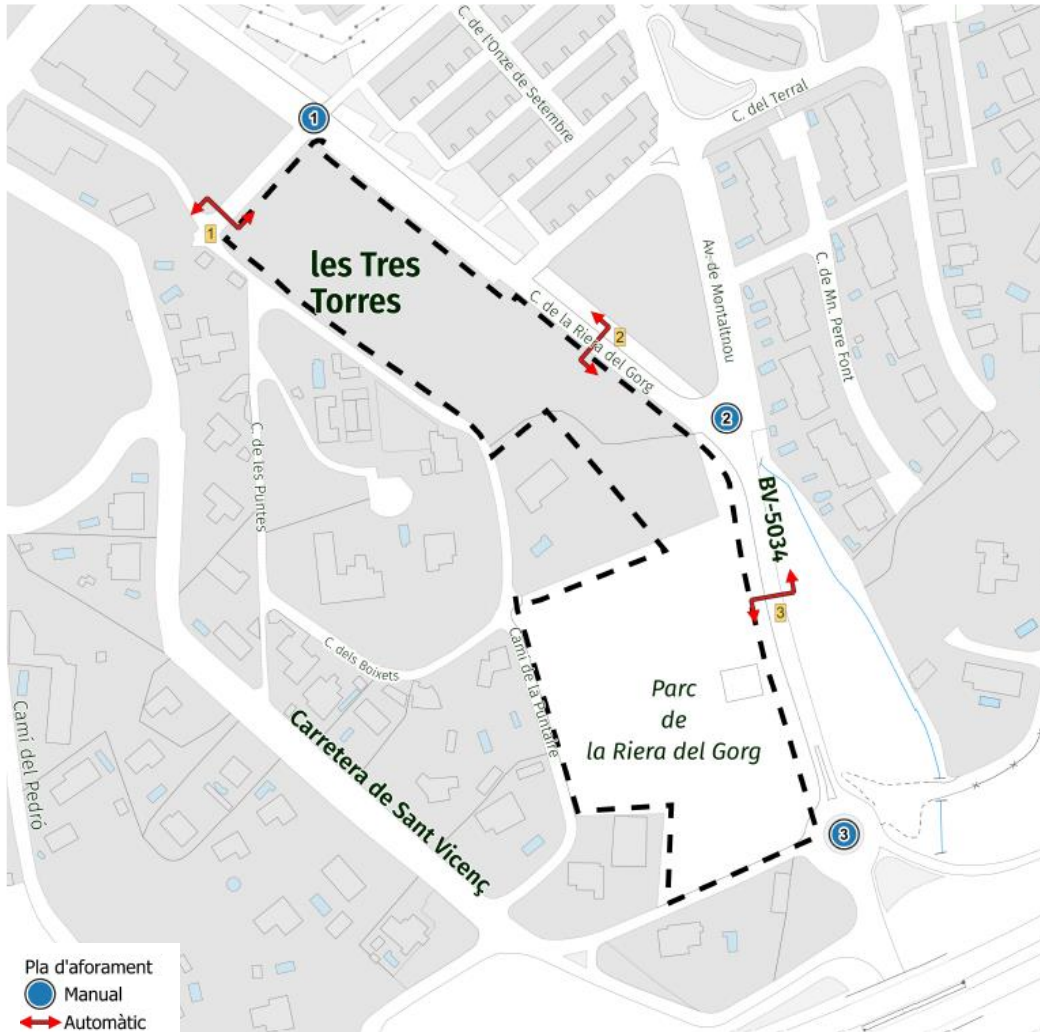 C. de l'Onze de Setembre
C. del Terral
1
1
les Tres
Torres
C. de la Riera del Gorg
2
Av. de Montaltnou
C. de Mn. Pere Font
2
C. de les Puntes
BV-5034
3
C. dels Boixets
Camí de la Puntaire
Parc
de
la Riera del Gorg
Carretera de Sant Vicenç
Camí del Pedró
3
Pla d'aforament
Manual
Automàtic